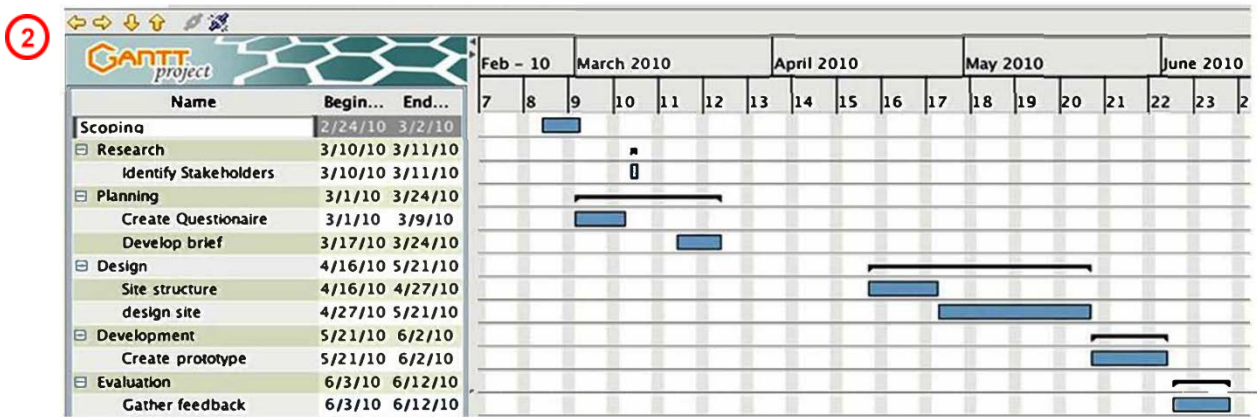 2
GANTT
project
Feb - 10 March 2010 April 2010 May 2010 June 2010
Name Begin... End... 7 8 9 10 11 12 13 14 15 16 17 18 19 20 21 22 23 2
Scoping 2/24/10 3/2/10
Research 3/10/10 3/11/10
Identify Stakeholders 3/10/10 3/11/10
Planning 3/1/10 3/24/10
Create Questionaire 3/1/10 3/9/10
Develop brief 3/17/10 3/24/10
Design 4/16/10 5/21/10
Site structure 4/16/10 4/27/10
design site 4/27/10 5/21/10
Development 5/21/10 6/2/10
Create prototype 5/21/10 6/2/10
Evaluation 6/3/10 6/12/10
Gather feedback 6/3/10 6/12/10